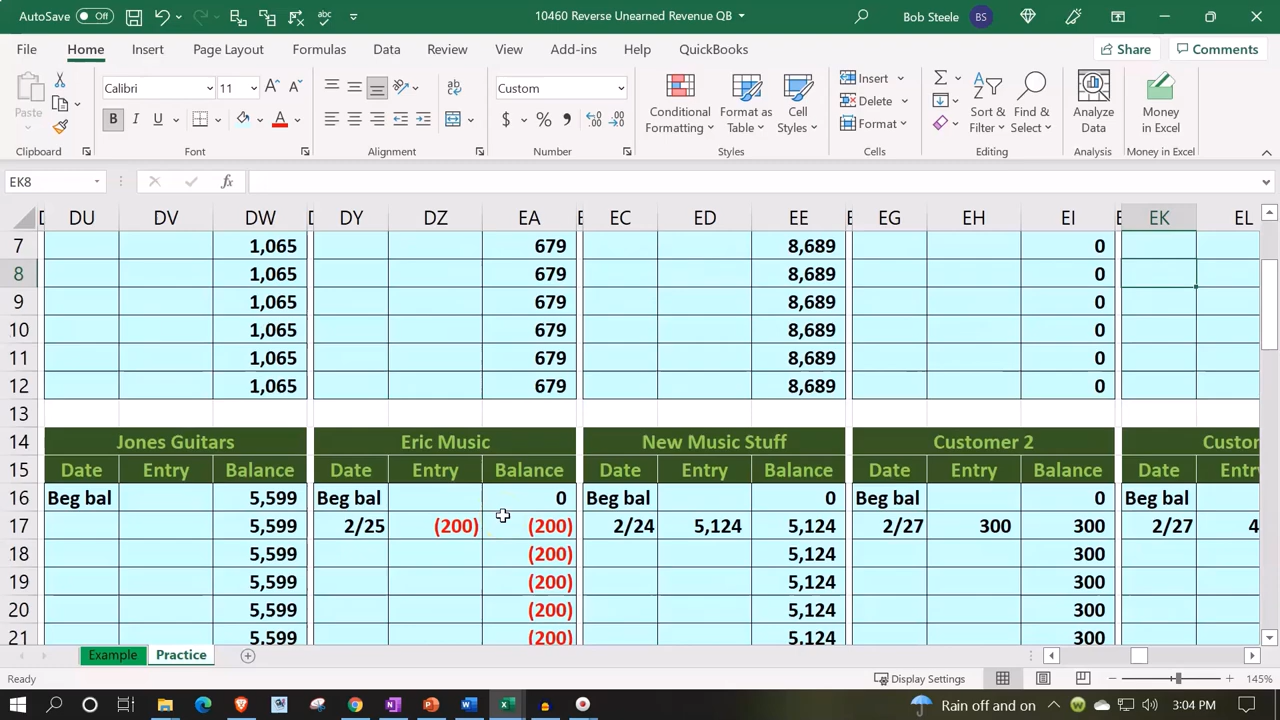 AutoSave Off 10460 Reverse Unearned Revenue QB Bob Steele BS
File Home Insert Page Layout Formulas Data Review View Add-ins Help QuickBooks Share Comments
Paste Calibri 11 Custom Conditional Formatting Format as Table Cell Styles Insert Delete Format Sort & Filter Find & Select Analyze Data Money in Excel
Clipboard Font Alignment Number Styles Cells Editing Analysis Money in Excel
EK8 fx
DU DV DW DY DZ EA EC ED EE EG EH EI EK EL
7 1,065 679 8,689 0
8 1,065 679 8,689 0
9 1,065 679 8,689 0
10 1,065 679 8,689 0
11 1,065 679 8,689 0
12 1,065 679 8,689 0
13
14 Jones Guitars Eric Music New Music Stuff Customer 2 Custor
15 Date Entry Balance Date Entry Balance Date Entry Balance Date Entry Balance Date Entr
16 Beg bal 5,599 Beg bal 0 Beg bal 0 Beg bal 0 Beg bal
17 5,599 2/25 (200) (200) 2/24 5,124 5,124 2/27 300 300 2/27 4
18 5,599 (200) 5,124 300
19 5,599 (200) 5,124 300
20 5,599 (200) 5,124 300
21 5,599 (200) 5,124 300
Example Practice
Ready Display Settings 145%
Rain off and on 3:04 PM